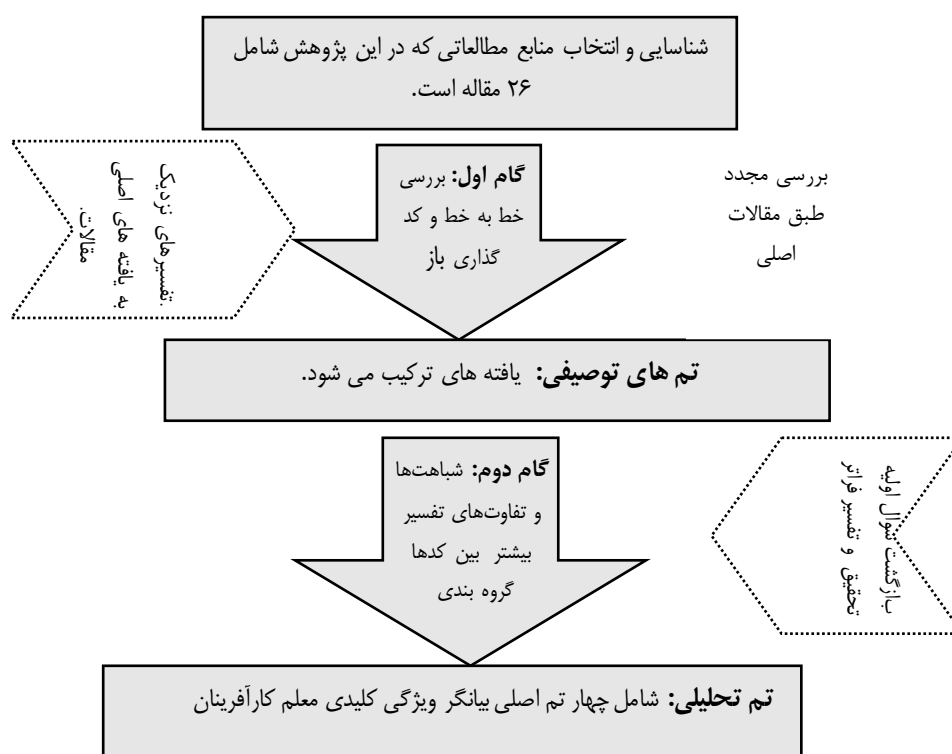 شناسایی و انتخاب منابع مطالعاتی که در این پژوهش شامل
۲۶ مقاله است.
گام اول: بررسی
خط به خط و کد
گذاری باز
تفسیرهای نزدیک
به یافته های اصلی
مقالات.
بررسی مجدد
طبق مقالات
اصلی
تم های توصیفی: یافته های ترکیب می شود.
گام دوم: شباهت‌ها
و تفاوت‌های تفسیر
بیشتر بین کدها
گروه بندی
بازگشت سوال اولیه
تحقیق و تفسیر فراتر
تم تحلیلی: شامل چهار تم اصلی بیانگر ویژگی کلیدی معلم کارآفرینان